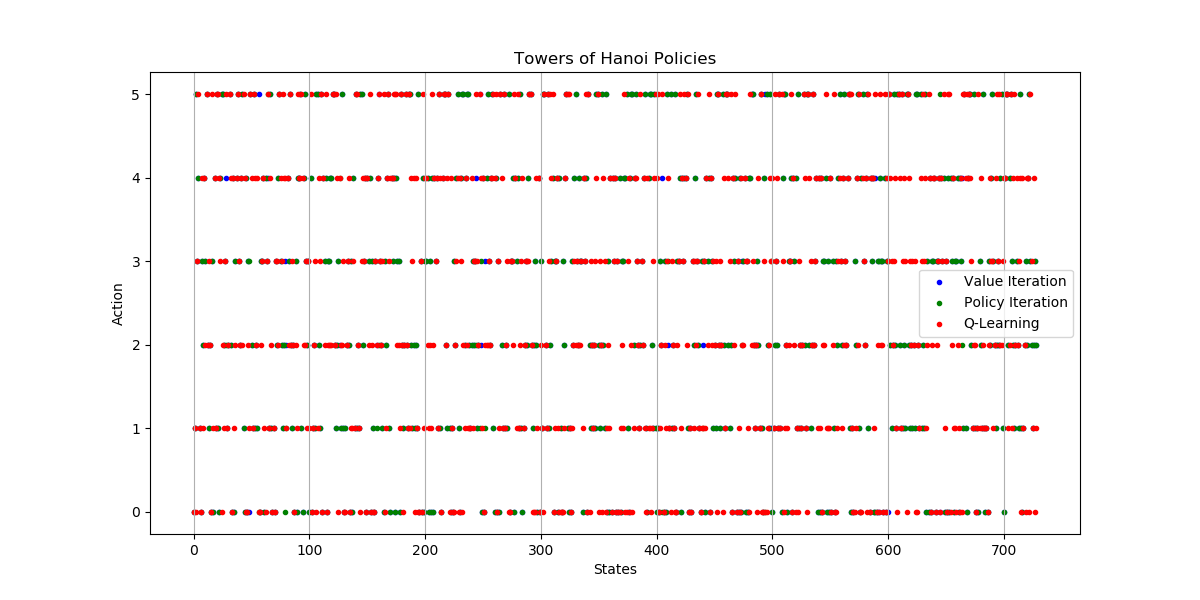 Towers of Hanoi Policies
Action
5
4
3
2
1
0
Value Iteration
Policy Iteration
Q-Learning
0 100 200 300 400 500 600 700
States